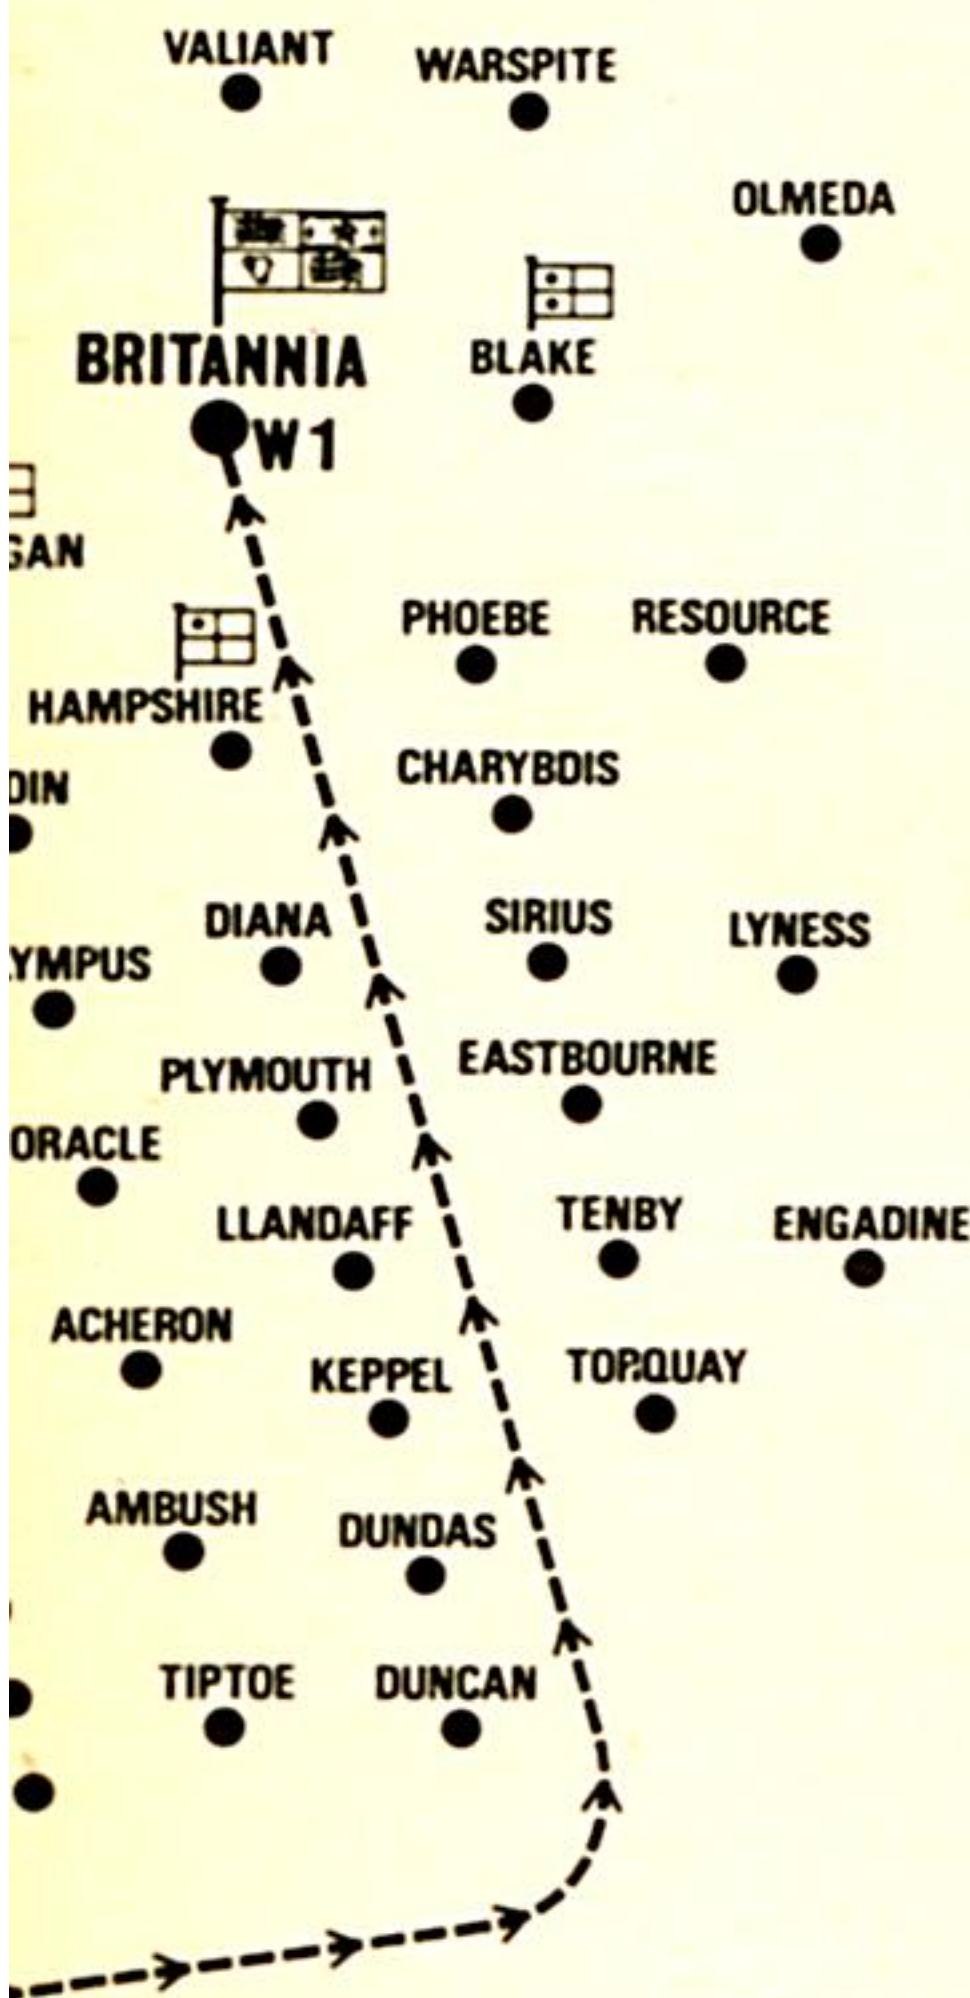 VALIANT
WARSPITE
OLMEDA
BRITANNIA
BLAKE
W1
GAN
PHOEBE
RESOURCE
HAMPSHIRE
CHARYBDIS
DIN
DIANA
SIRIUS
LYNESS
YMPUS
PLYMOUTH
EASTBOURNE
ORACLE
LLANDAFF
TENBY
ENGADINE
ACHERON
KEPPEL
TORQUAY
AMBUSH
DUNDAS
TIPTOE
DUNCAN